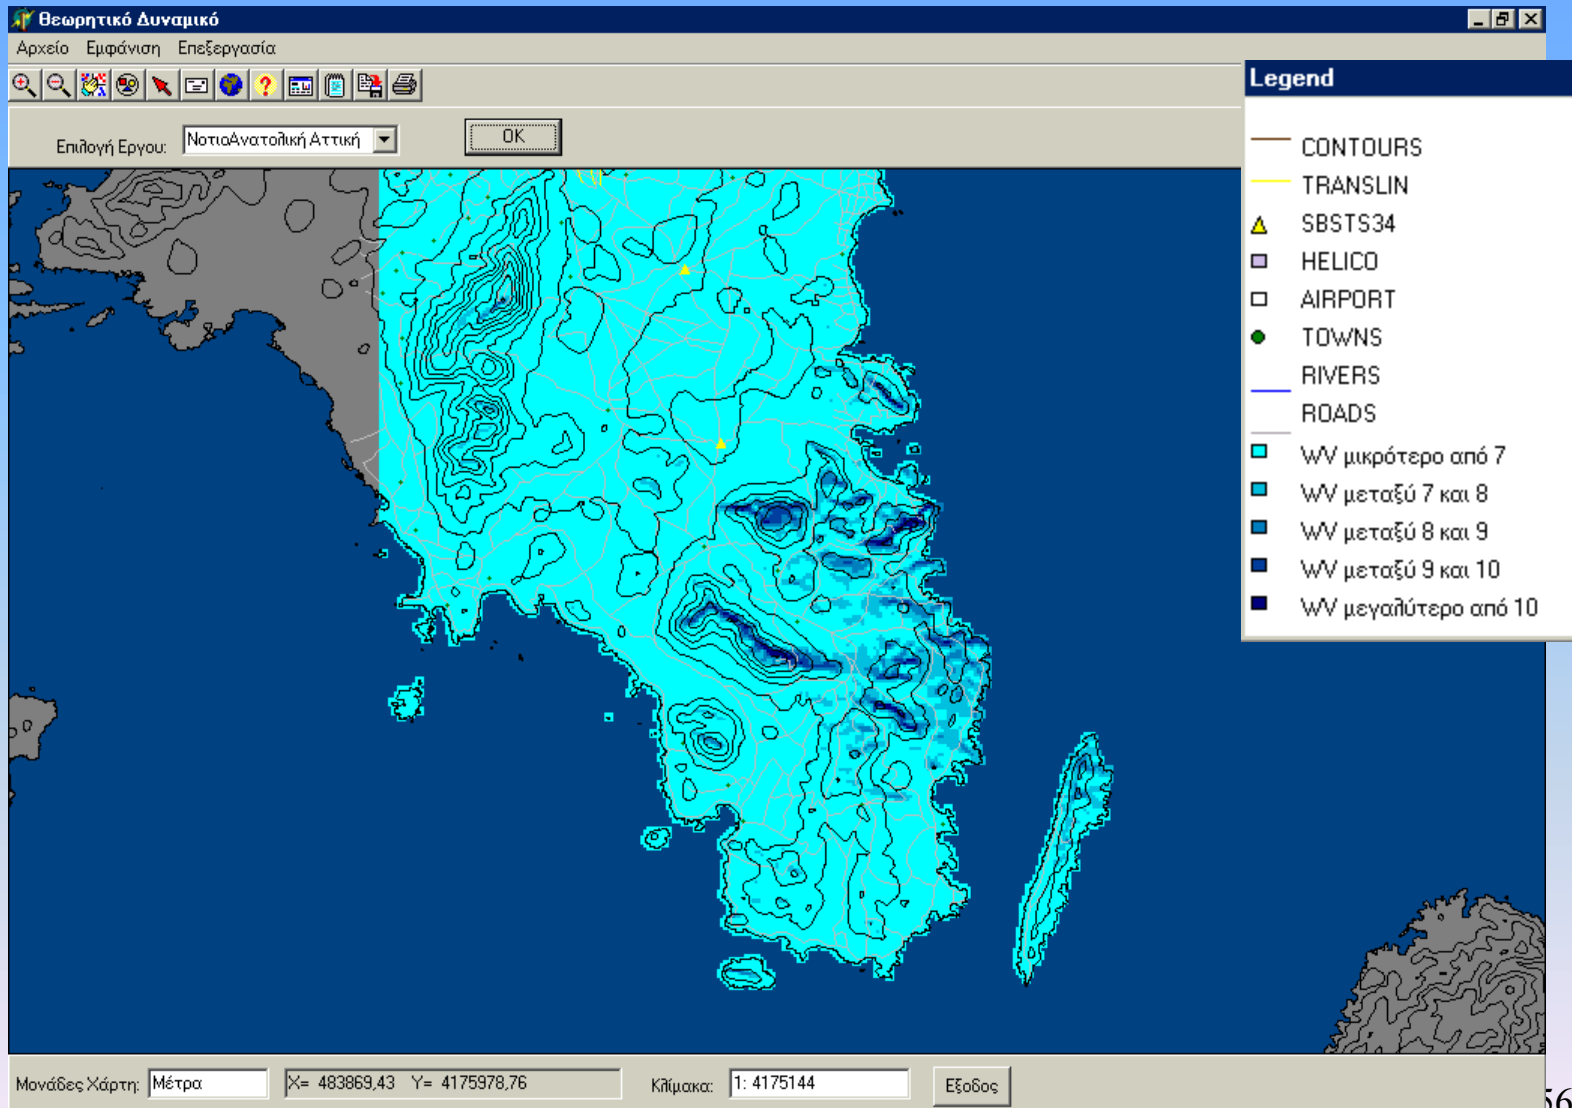 Θεωρητικό Δυναμικό
Αρχείο Εμφάνιση Επεξεργασία
Επιλογή Εργου: ΝοτιοΑνατολική Αττική OK
Legend
CONTOURS
TRANSLIN
SBSTS34
HELICO
AIRPORT
TOWNS
RIVERS
ROADS
WV μικρότερο από 7
WV μεταξύ 7 και 8
WV μεταξύ 8 και 9
WV μεταξύ 9 και 10
WV μεγαλύτερο από 10
Μονάδες Χάρτη: Μέτρα X= 483869,43 Y= 4175978,76 Κλίμακα: 1: 4175144 Εξοδος
56